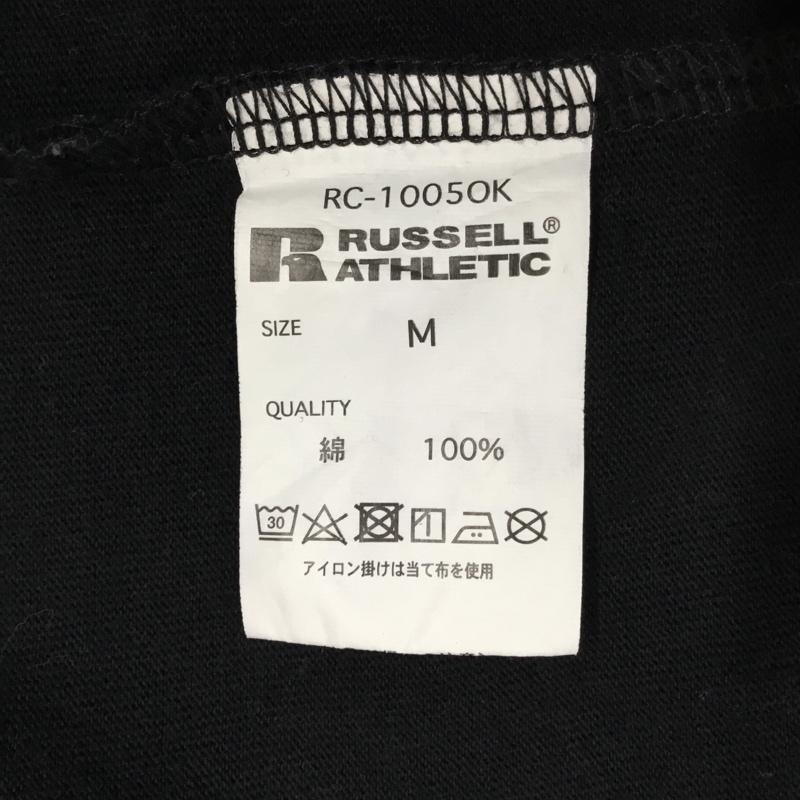 RC-1005OK
RUSSELL®
ATHLETIC
SIZE M
QUALITY
綿 100%
30
アイロン掛けは当て布を使用